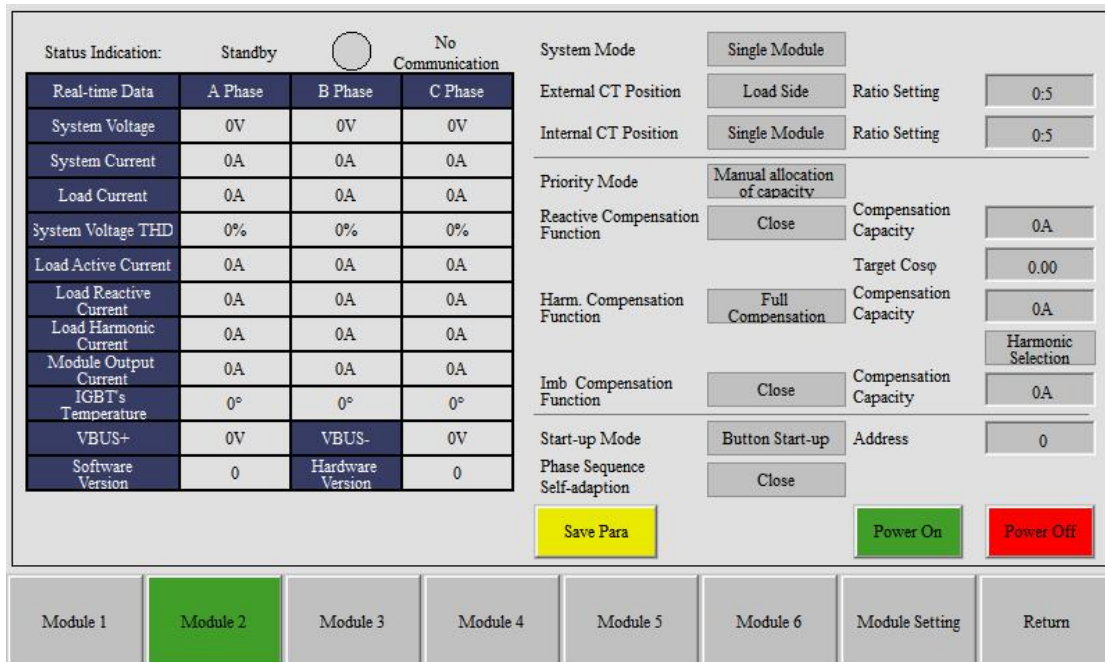 Status Indication: Standby No
Communication
Real-time Data A Phase B Phase C Phase
System Voltage 0V 0V 0V
System Current 0A 0A 0A
Load Current 0A 0A 0A
System Voltage THD 0% 0% 0%
Load Active Current 0A 0A 0A
Load Reactive
Current 0A 0A 0A
Load Harmonic
Current 0A 0A 0A
Module Output
Current 0A 0A 0A
IGBT's
Temperature 0° 0° 0°
VBUS+ 0V VBUS- 0V
Software
Version 0 Hardware
Version 0
System Mode Single Module
External CT Position Load Side Ratio Setting 0:5
Internal CT Position Single Module Ratio Setting 0:5
Priority Mode Manual allocation
of capacity
Reactive Compensation
Function Close Compensation
Capacity 0A
Target Cosφ 0.00
Harm. Compensation
Function Full
Compensation Compensation
Capacity 0A
Harmonic
Selection
Imb Compensation
Function Close Compensation
Capacity 0A
Start-up Mode Button Start-up Address 0
Phase Sequence
Self-adaption Close
Save Para Power On Power Off
Module 1 Module 2 Module 3 Module 4 Module 5 Module 6 Module Setting Return